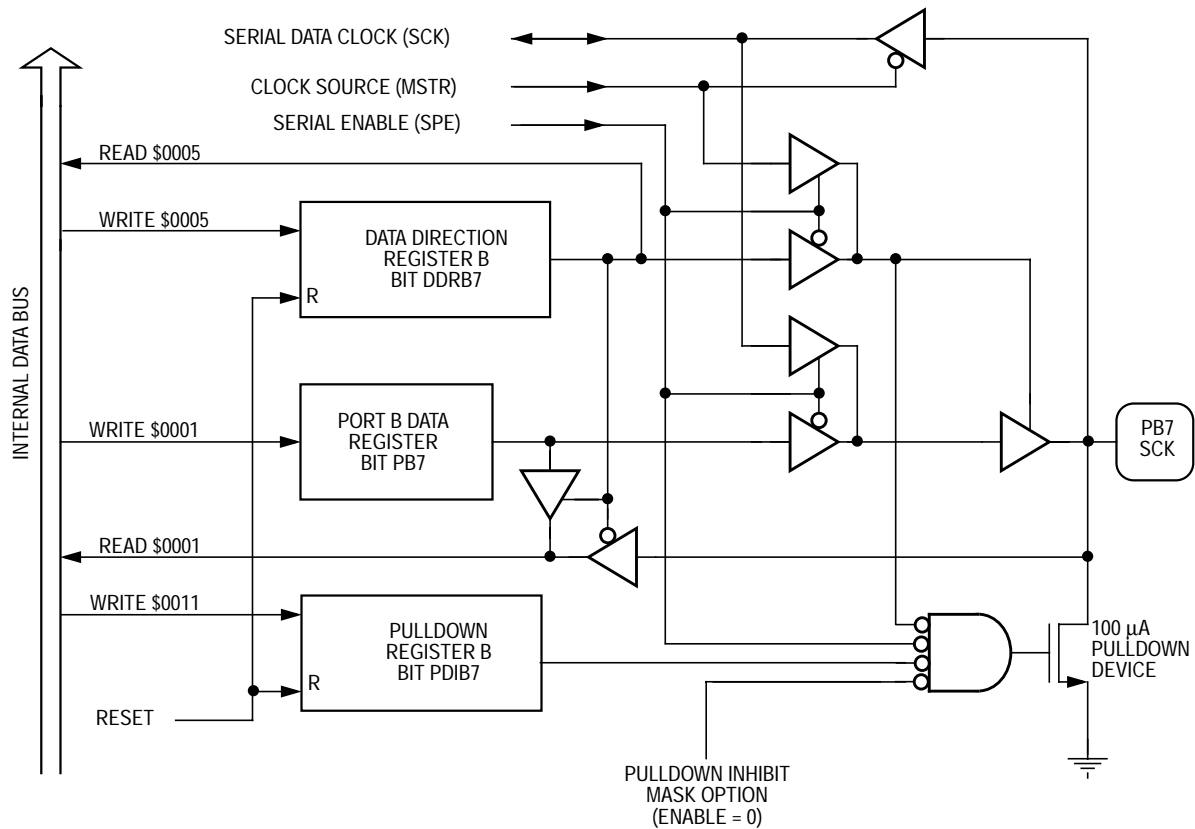 SERIAL DATA CLOCK (SCK)
CLOCK SOURCE (MSTR)
SERIAL ENABLE (SPE)
READ $0005
WRITE $0005
DATA DIRECTION
REGISTER B
BIT DDRB7
R
INTERNAL DATA BUS
WRITE $0001
PORT B DATA
REGISTER
BIT PB7
PB7
SCK
READ $0001
WRITE $0011
PULLDOWN
REGISTER B
BIT PDIB7
R
100 µA
PULLDOWN
DEVICE
RESET
PULLDOWN INHIBIT
MASK OPTION
(ENABLE = 0)